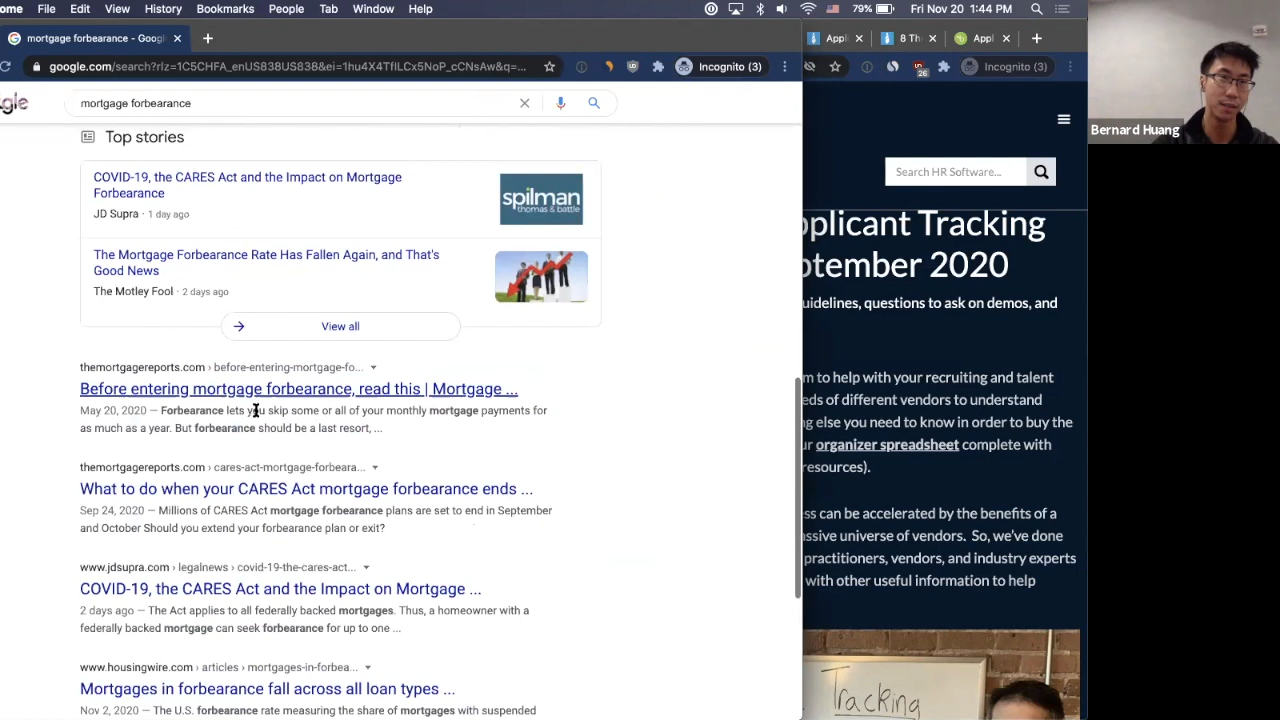 ome File Edit View History Bookmarks People Tab Window Help
79% Fri Nov 20 1:44 PM
mortgage forbearance - Goog
Appli
8 Th
Appl
google.com/search?rlz=1C5CHFA_enUS838US838&ei=1hu4X4TfILCx5NoP_cCNsAw&q=...
Incognito (3)
26
Incognito (3)
gle
mortgage forbearance
Bernard Huang
Top stories
COVID-19, the CARES Act and the Impact on Mortgage
Forbearance
JD Supra · 1 day ago
spilman
thomas & battle
The Mortgage Forbearance Rate Has Fallen Again, and That's
Good News
The Motley Fool · 2 days ago
View all
themortgagereports.com › before-entering-mortgage-fo...
Before entering mortgage forbearance, read this | Mortgage ...
May 20, 2020 — Forbearance lets you skip some or all of your monthly mortgage payments for
as much as a year. But forbearance should be a last resort, ...
themortgagereports.com › cares-act-mortgage-forbeara...
What to do when your CARES Act mortgage forbearance ends ...
Sep 24, 2020 — Millions of CARES Act mortgage forbearance plans are set to end in September
and October Should you extend your forbearance plan or exit?
www.jdsupra.com › legalnews › covid-19-the-cares-act...
COVID-19, the CARES Act and the Impact on Mortgage ...
2 days ago — The Act applies to all federally backed mortgages. Thus, a homeowner with a
federally backed mortgage can seek forbearance for up to one ...
www.housingwire.com › articles › mortgages-in-forbea...
Mortgages in forbearance fall across all loan types ...
Nov 2, 2020 — The U.S. forbearance rate measuring the share of mortgages with suspended
Search HR Software...
pplicant Tracking
ptember 2020
uidelines, questions to ask on demos, and
m to help with your recruiting and talent
eds of different vendors to understand
ng else you need to know in order to buy the
ur organizer spreadsheet complete with
resources).
ss can be accelerated by the benefits of a
assive universe of vendors. So, we've done
practitioners, vendors, and industry experts
with other useful information to help
Tracking